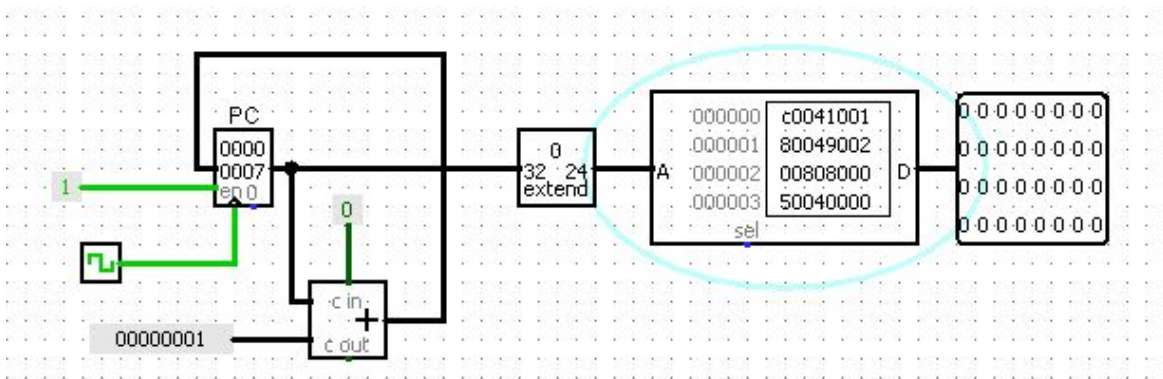 PC
0000
0007
en 0
1
0
c in
+
c out
00000001
0
32 24
extend
A
000000 c0041001
000001 80049002
000002 00808000
000003 50040000
D
sel
0 0 0 0 0 0 0 0
0 0 0 0 0 0 0 0
0 0 0 0 0 0 0 0
0 0 0 0 0 0 0 0